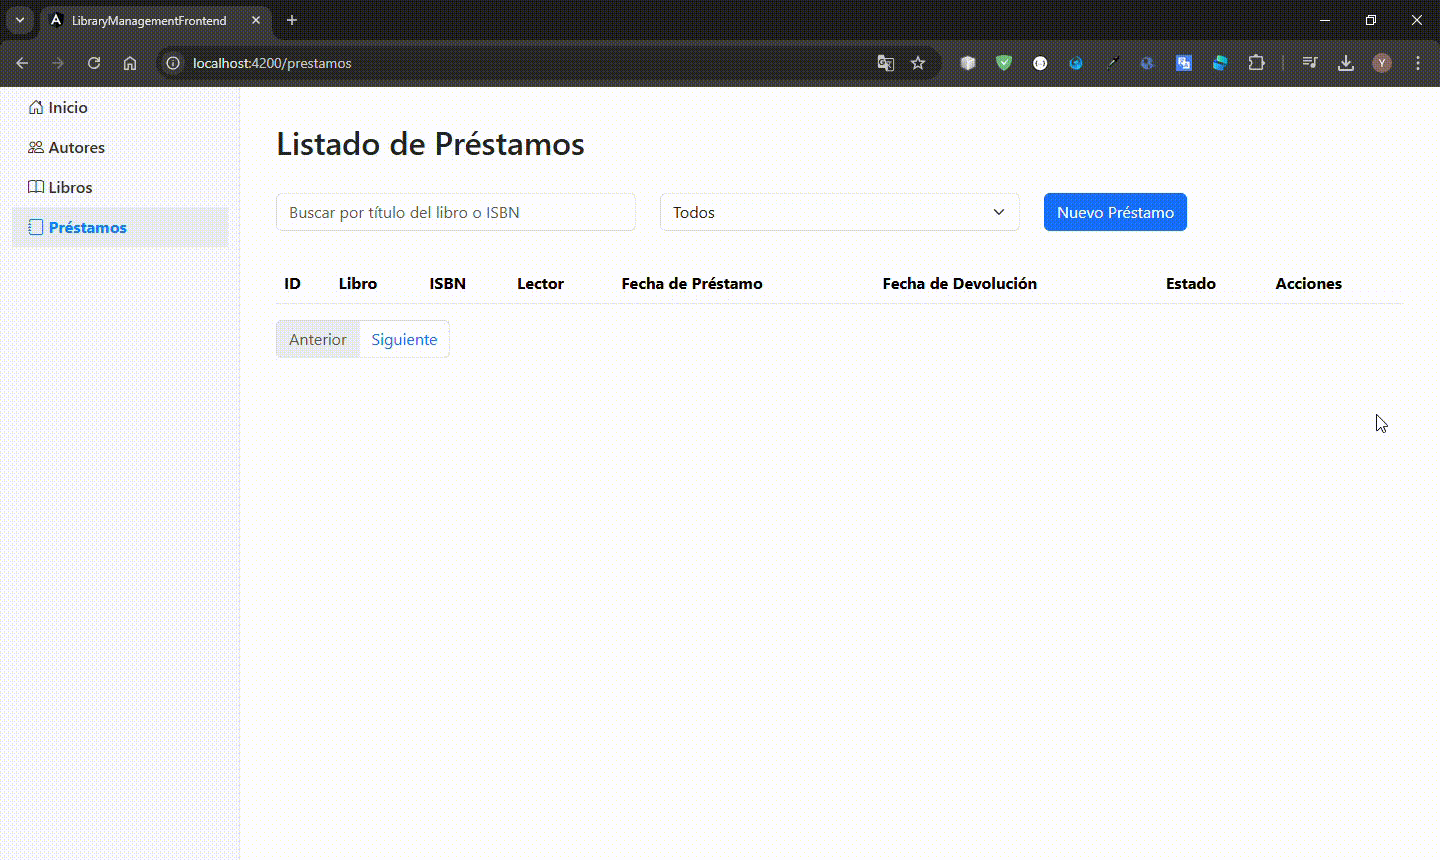 LibraryManagementFrontend
localhost:4200/prestamos
Y
Inicio
Autores
Libros
Préstamos
Listado de Préstamos
Buscar por título del libro o ISBN
Todos
Nuevo Préstamo
ID Libro ISBN Lector Fecha de Préstamo Fecha de Devolución Estado Acciones
Anterior Siguiente